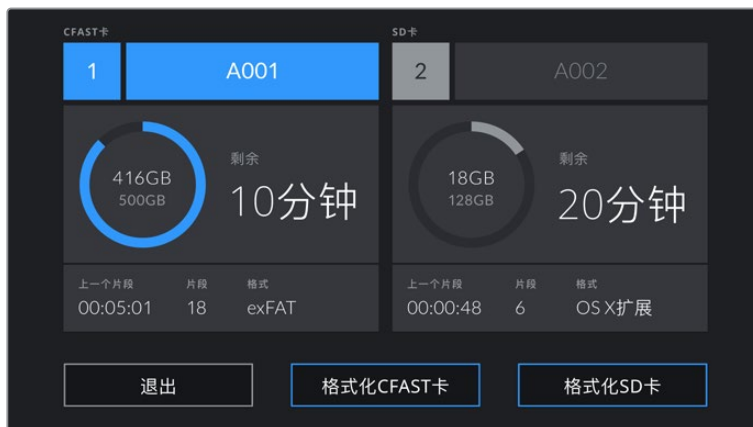 CFAST卡
SD卡
1
A001
2
A002
416GB
500GB
剩余
10分钟
18GB
128GB
剩余
20分钟
上一个片段 片段 格式
00:05:01 18 exFAT
上一个片段 片段 格式
00:00:48 6 OS X扩展
退出
格式化CFAST卡
格式化SD卡